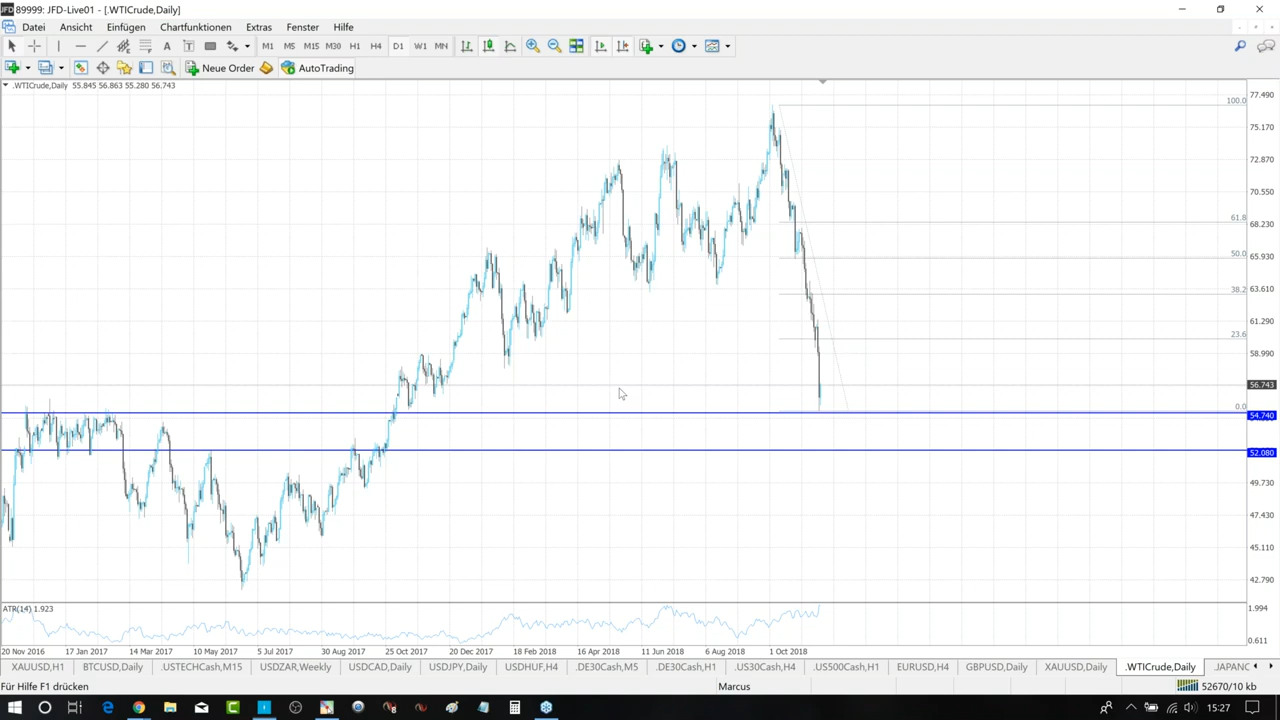 89999: JFD-Live01 - [.WTICrude,Daily]
Datei Ansicht Einfügen Chartfunktionen Extras Fenster Hilfe
A T M1 M5 M15 M30 H1 H4 D1 W1 MN
Neue Order AutoTrading
.WTICrude,Daily 55.845 56.863 55.280 56.743
77.490
100.0
75.170
72.870
70.550
61.8
68.230
50.0
65.930
63.610
38.2
61.290
23.6
58.990
56.743
0.0
54.740
52.080
49.730
47.430
45.110
42.790
ATR(14) 1.923
1.994
0.611
20 Nov 2016 17 Jan 2017 14 Mar 2017 10 May 2017 5 Jul 2017 30 Aug 2017 25 Oct 2017 20 Dec 2017 18 Feb 2018 16 Apr 2018 11 Jun 2018 6 Aug 2018 1 Oct 2018
XAUUSD,H1 BTCUSD,Daily .USTECHCash,M15 USDZAR,Weekly USDCAD,Daily USDJPY,Daily USDHUF,H4 .DE30Cash,M5 .DE30Cash,H1 .US30Cash,H4 .US500Cash,H1 EURUSD,H4 GBPUSD,Daily XAUUSD,Daily .WTICrude,Daily .JAPANC
Für Hilfe F1 drücken Marcus 52670/10 kb
15:27